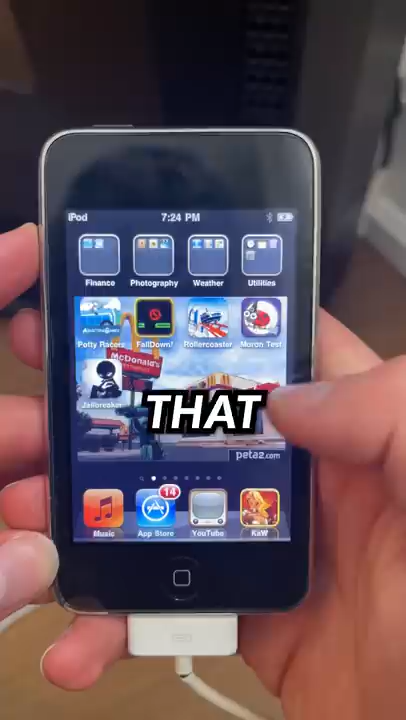 iPod 7:24 PM
Finance Photography Weather Utilities
Potty Racers FallDown! Rollercoaster Moron Test
McDonald's
Jailbreaker
THAT
peta2.com
14
Music App Store YouTube KaW